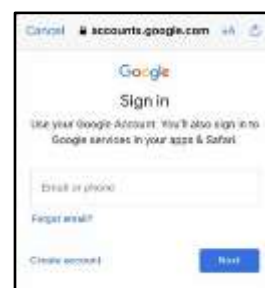 Cancel accounts.google.com AA
Google
Sign in
Use your Google Account. You'll also sign in to
Google services in your apps & Safari.
Email or phone
Forgot email?
Create account Next